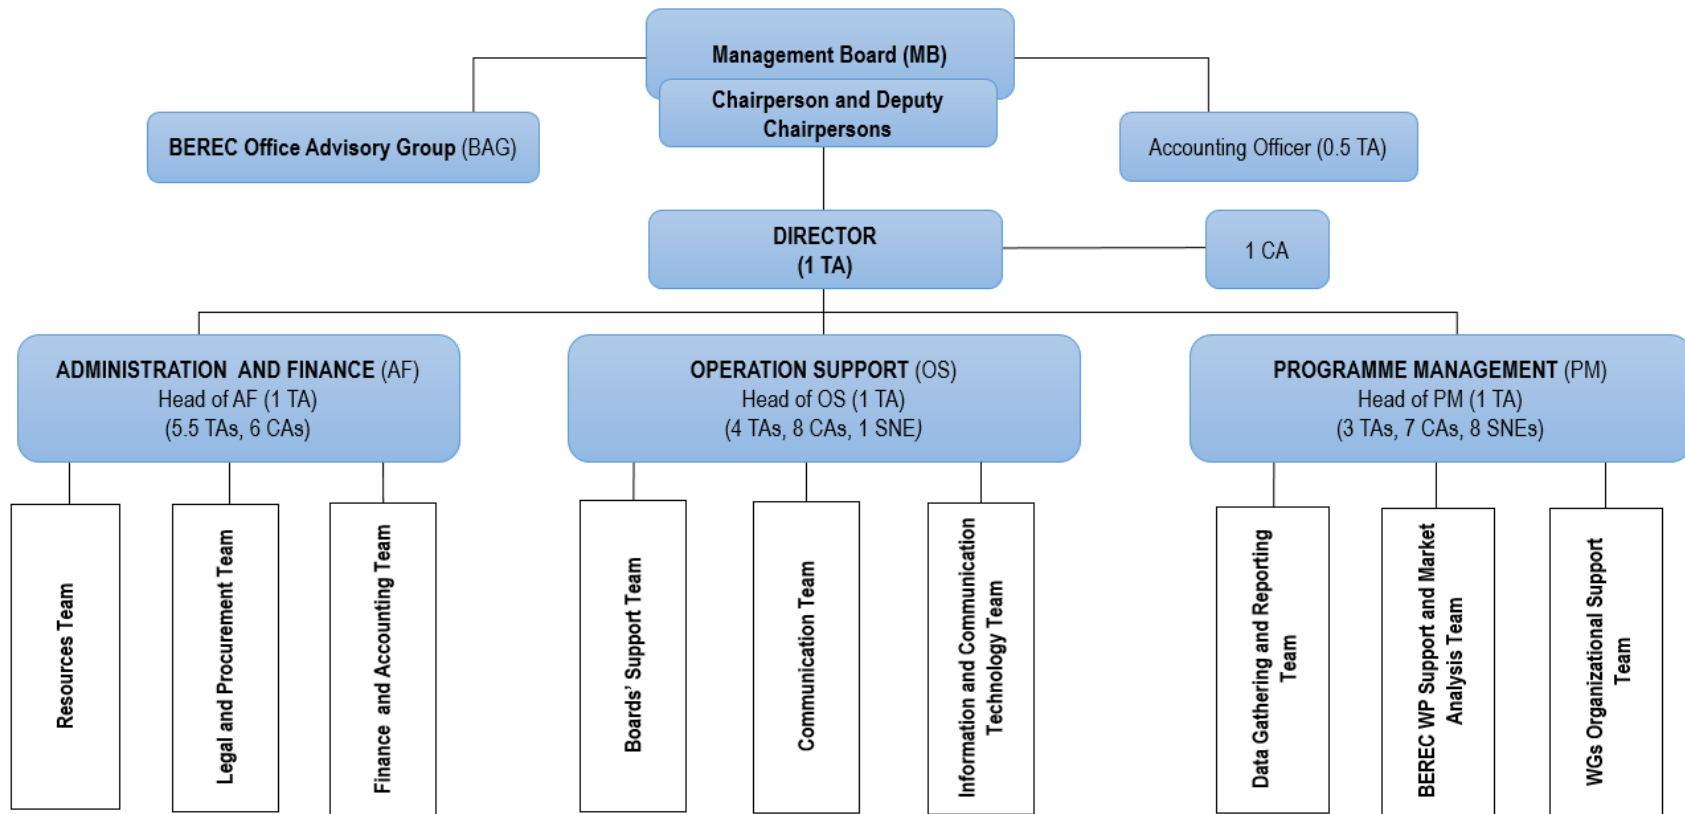 Management Board (MB)
Chairperson and Deputy
Chairpersons
BEREC Office Advisory Group (BAG)
Accounting Officer (0.5 TA)
DIRECTOR
(1 TA)
1 CA
ADMINISTRATION AND FINANCE (AF)
Head of AF (1 TA)
(5.5 TAs, 6 CAs)
OPERATION SUPPORT (OS)
Head of OS (1 TA)
(4 TAs, 8 CAs, 1 SNE)
PROGRAMME MANAGEMENT (PM)
Head of PM (1 TA)
(3 TAs, 7 CAs, 8 SNEs)
Resources Team
Legal and Procurement Team
Finance and Accounting Team
Boards' Support Team
Communication Team
Information and Communication
Technology Team
Data Gathering and Reporting
Team
BEREC WP Support and Market
Analysis Team
WGs Organizational Support
Team